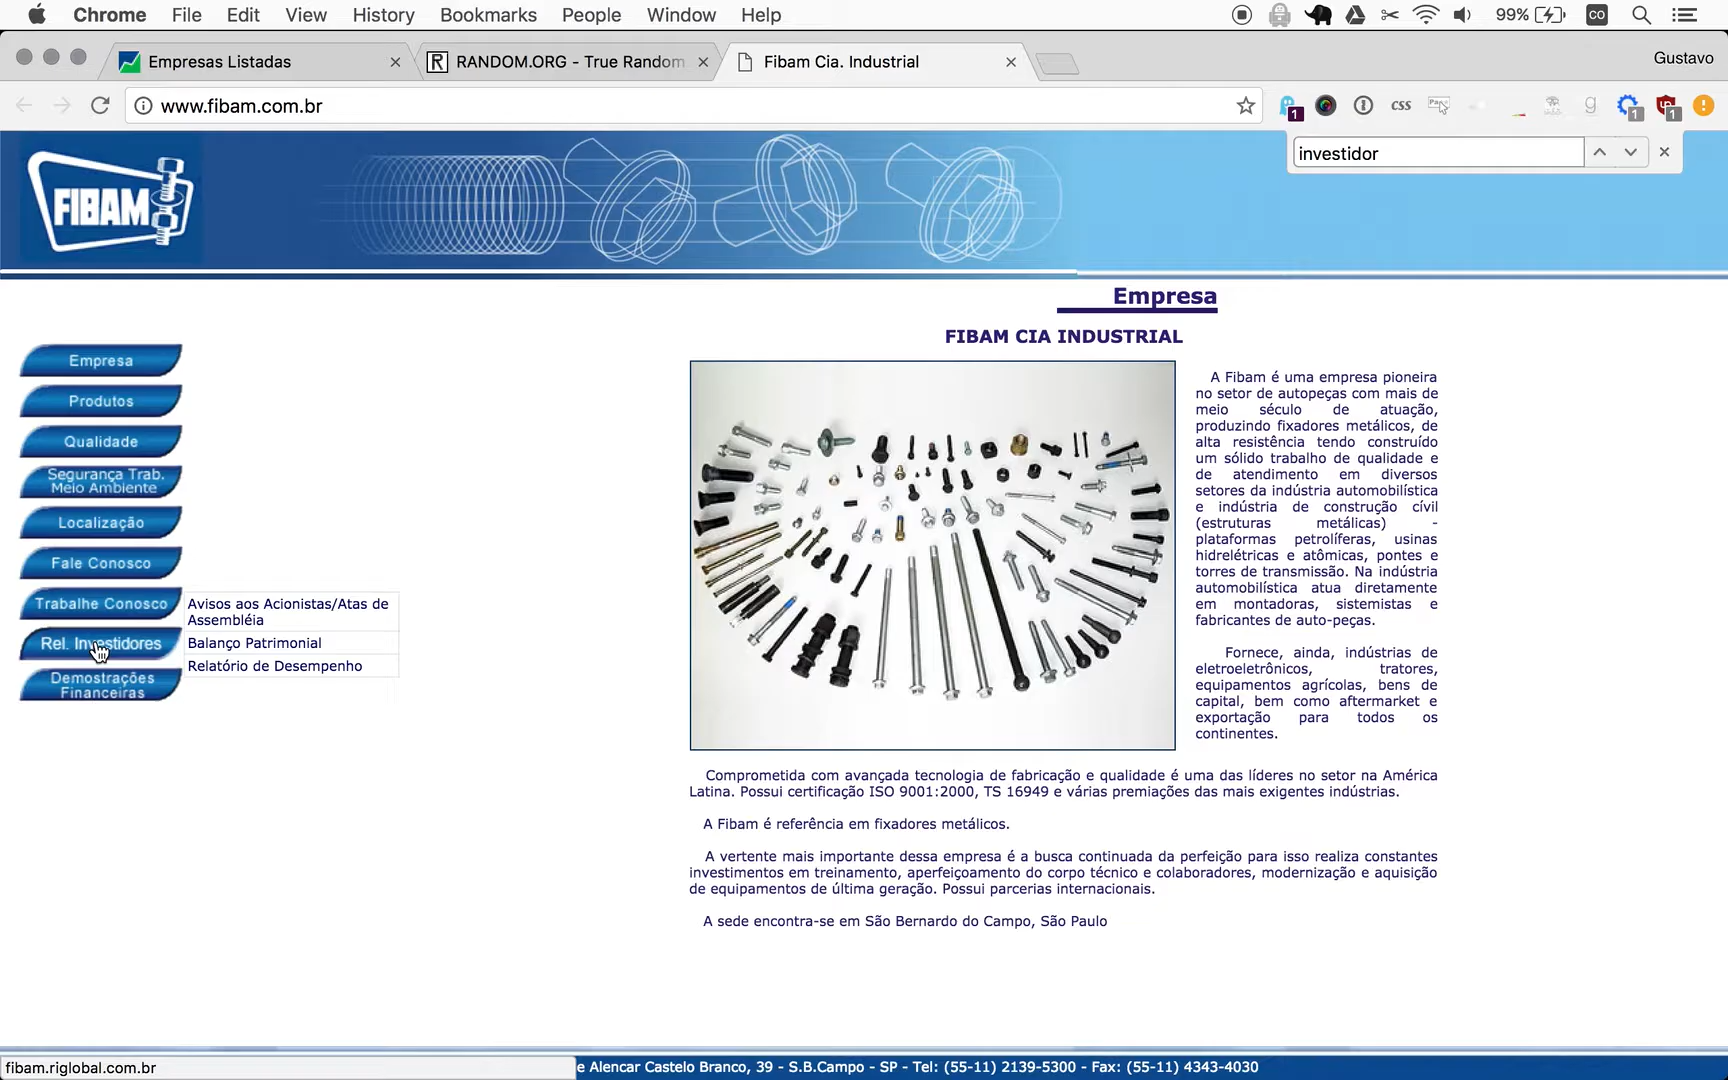 Chrome File Edit View History Bookmarks People Window Help 99% CO
Empresas Listadas
RANDOM.ORG - True Random
Fibam Cia. Industrial
Gustavo
www.fibam.com.br
1
CSS
g
1
1
investidor
FIBAM
Empresa
FIBAM CIA INDUSTRIAL
Empresa
Produtos
Qualidade
Segurança Trab.
Meio Ambiente
Localização
Fale Conosco
Trabalhe Conosco
Rel. Investidores
Demostrações
Financeiras
Avisos aos Acionistas/Atas de
Assembléia
Balanço Patrimonial
Relatório de Desempenho
A Fibam é uma empresa pioneira
no setor de autopeças com mais de
meio século de atuação,
produzindo fixadores metálicos, de
alta resistência tendo construído
um sólido trabalho de qualidade e
de atendimento em diversos
setores da indústria automobilística
e indústria de construção cívil
(estruturas metálicas) -
plataformas petrolíferas, usinas
hidrelétricas e atômicas, pontes e
torres de transmissão. Na indústria
automobilística atua diretamente
em montadoras, sistemistas e
fabricantes de auto-peças.
Fornece, ainda, indústrias de
eletroeletrônicos, tratores,
equipamentos agrícolas, bens de
capital, bem como aftermarket e
exportação para todos os
continentes.
Comprometida com avançada tecnologia de fabricação e qualidade é uma das líderes no setor na América
Latina. Possui certificação ISO 9001:2000, TS 16949 e várias premiações das mais exigentes indústrias.
A Fibam é referência em fixadores metálicos.
A vertente mais importante dessa empresa é a busca continuada da perfeição para isso realiza constantes
investimentos em treinamento, aperfeiçoamento do corpo técnico e colaboradores, modernização e aquisição
de equipamentos de última geração. Possui parcerias internacionais.
A sede encontra-se em São Bernardo do Campo, São Paulo
fibam.riglobal.com.br
e Alencar Castelo Branco, 39 - S.B.Campo - SP - Tel: (55-11) 2139-5300 - Fax: (55-11) 4343-4030